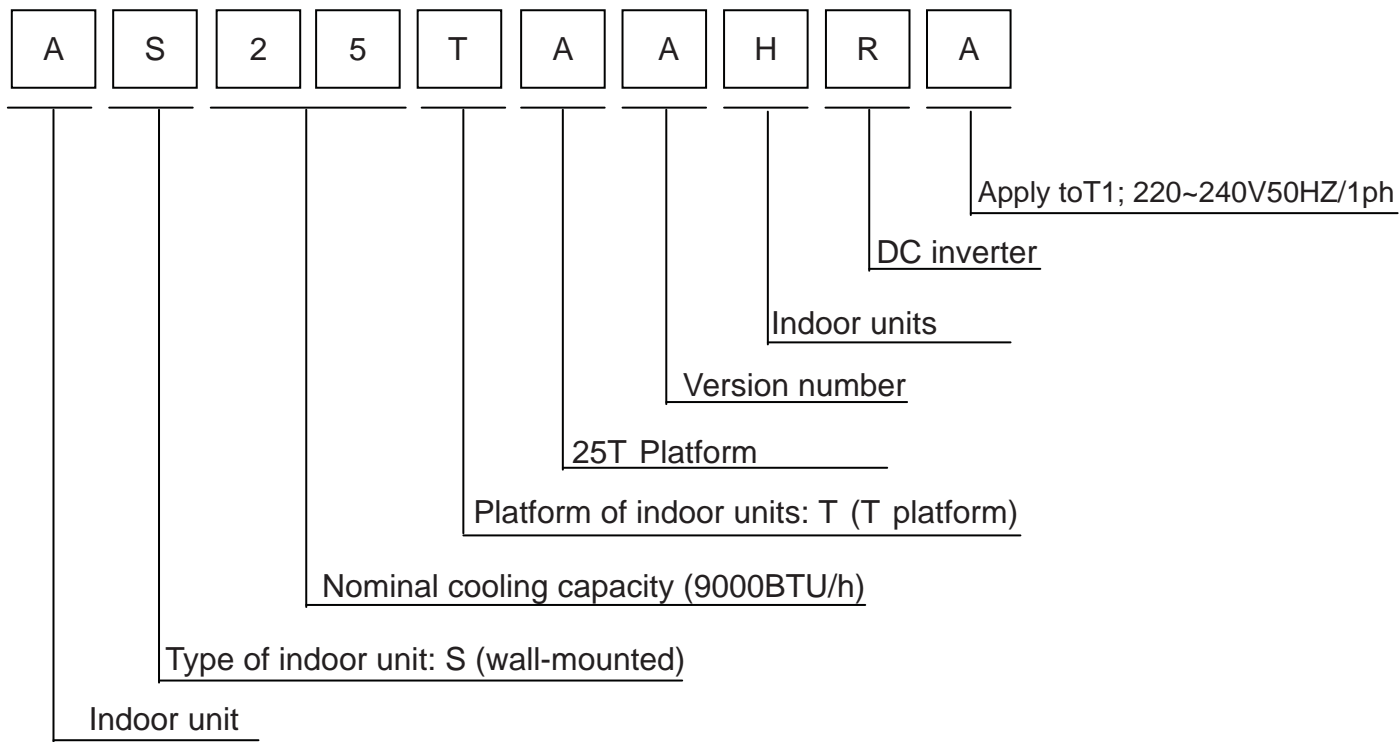 A S 2 5 T A A H R A
Apply toT1; 220~240V50HZ/1ph
DC inverter
Indoor units
Version number
25T Platform
Platform of indoor units: T (T platform)
Nominal cooling capacity (9000BTU/h)
Type of indoor unit: S (wall-mounted)
Indoor unit